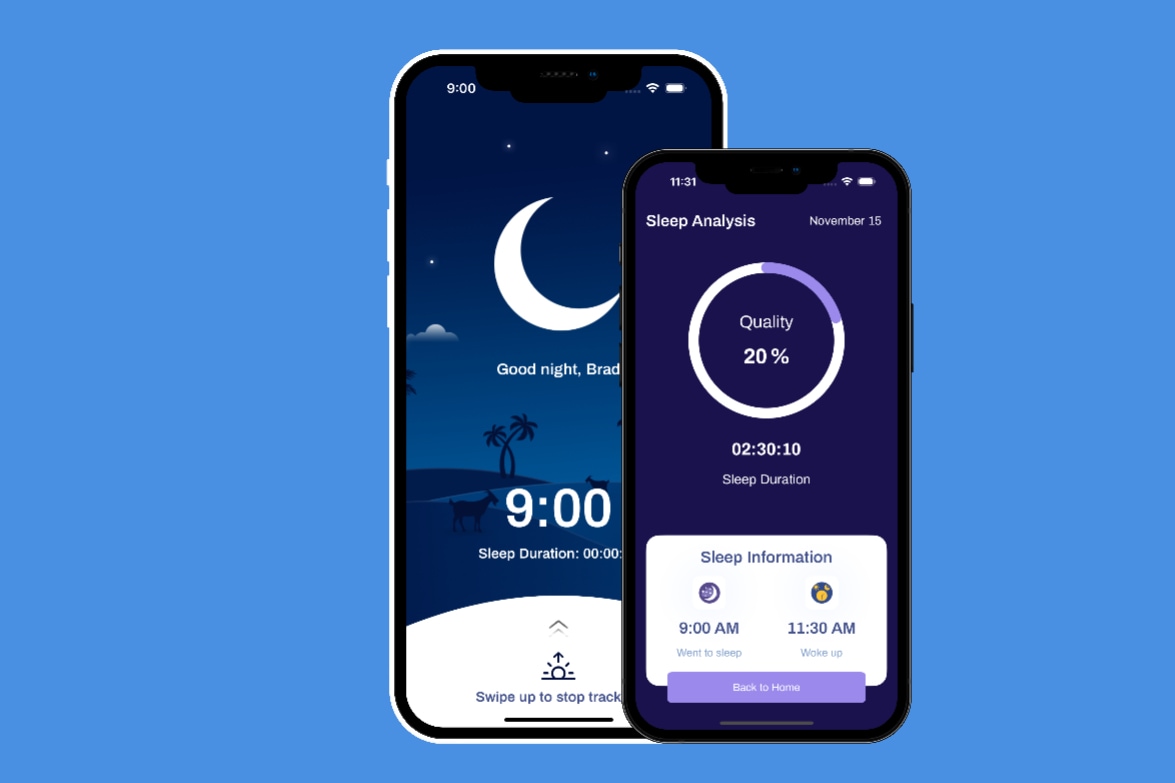 9:00
Good night, Brad
9:00
Sleep Duration: 00:00:
Swipe up to stop track
11:31
Sleep Analysis
November 15
Quality
20 %
02:30:10
Sleep Duration
Sleep Information
9:00 AM
11:30 AM
Went to sleep
Woke up
Back to Home